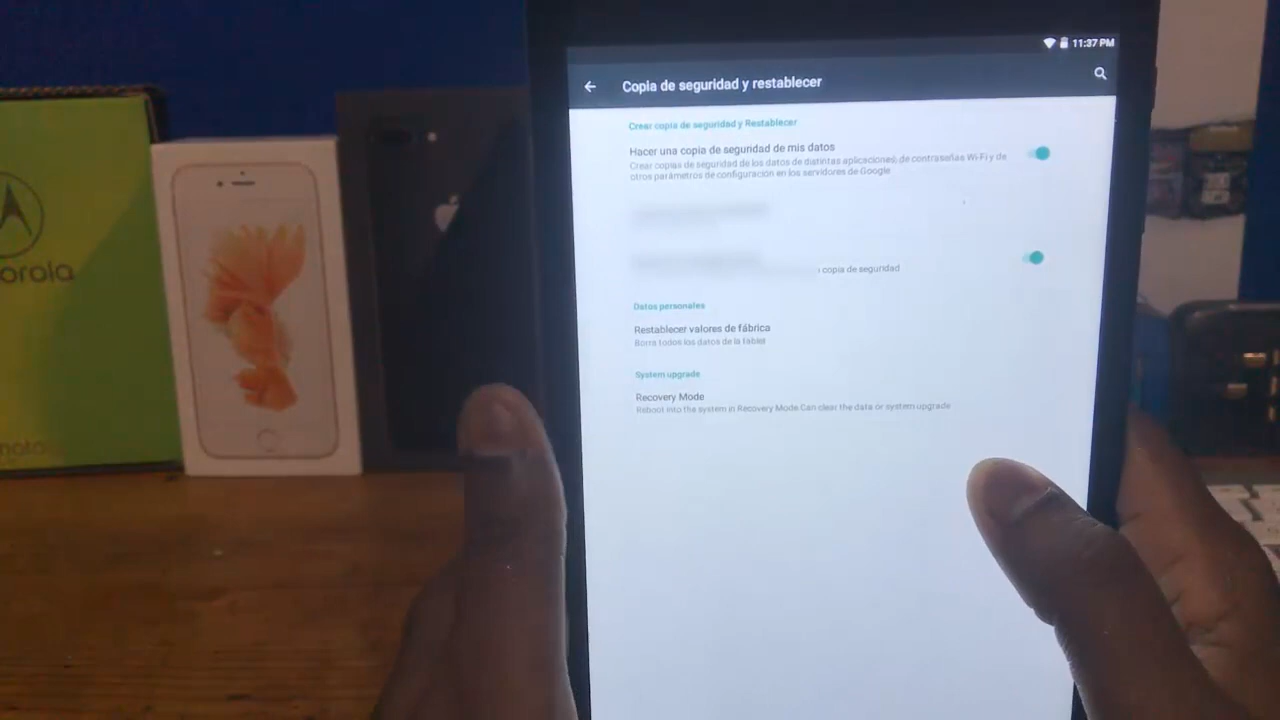 11:37 PM
Copia de seguridad y restablecer
Crear copia de seguridad y Restablecer
Hacer una copia de seguridad de mis datos
Crear copias de seguridad de los datos de distintas aplicaciones, de contraseñas Wi-Fi y de
otros parámetros de configuración en los servidores de Google
copia de seguridad
Datos personales
Restablecer valores de fábrica
Borra todos los datos de la tablet
System upgrade
Recovery Mode
Reboot into the system in Recovery Mode.Can clear the data or system upgrade
orola
moto